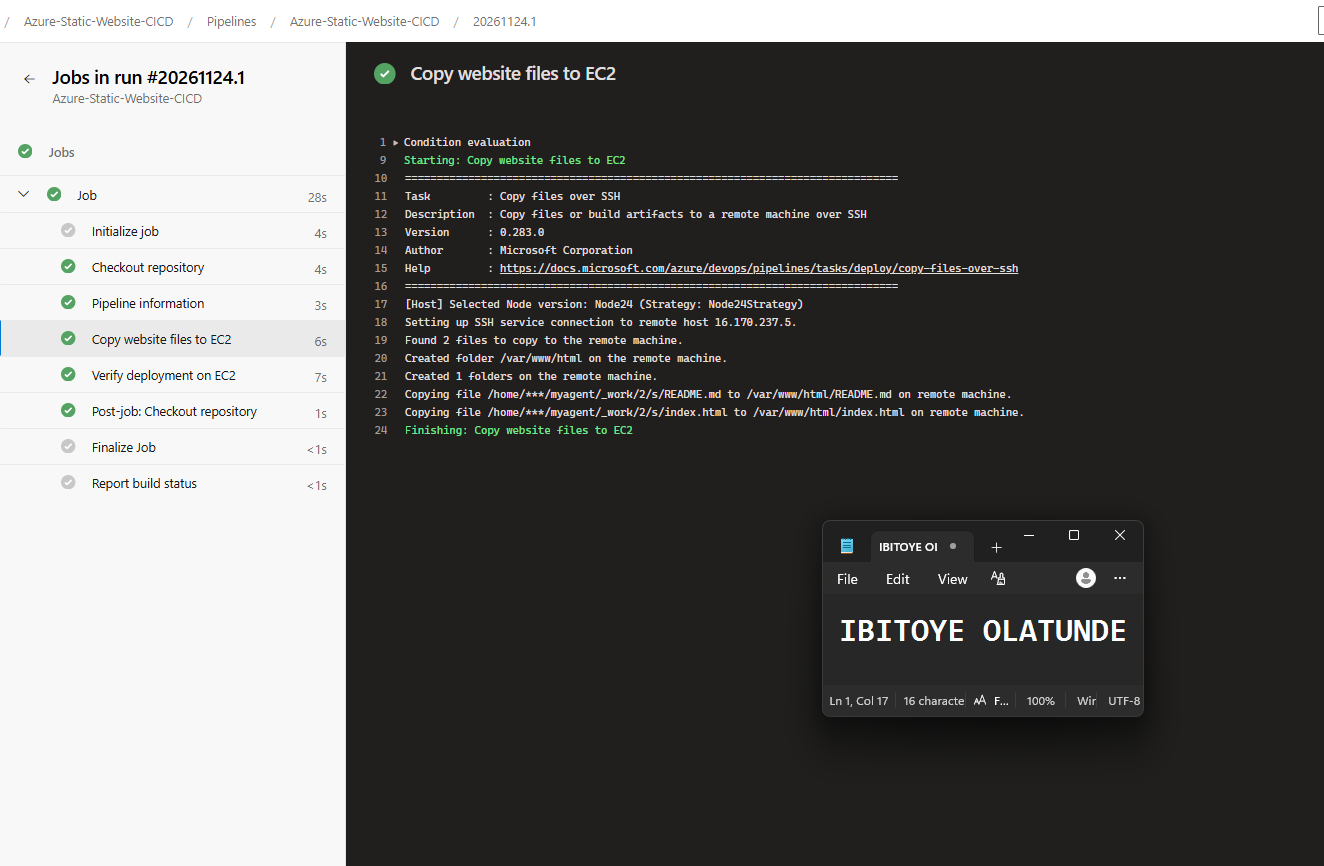 / Azure-Static-Website-CICD / Pipelines / Azure-Static-Website-CICD / 20261124.1
Jobs in run #20261124.1
Azure-Static-Website-CICD
Jobs
Job 28s
Initialize job 4s
Checkout repository 4s
Pipeline information 3s
Copy website files to EC2 6s
Verify deployment on EC2 7s
Post-job: Checkout repository 1s
Finalize Job <1s
Report build status <1s
Copy website files to EC2
1 Condition evaluation
9 Starting: Copy website files to EC2
10 ==============================================================================
11 Task : Copy files over SSH
12 Description : Copy files or build artifacts to a remote machine over SSH
13 Version : 0.283.0
14 Author : Microsoft Corporation
15 Help : https://docs.microsoft.com/azure/devops/pipelines/tasks/deploy/copy-files-over-ssh
16 ==============================================================================
17 [Host] Selected Node version: Node24 (Strategy: Node24Strategy)
18 Setting up SSH service connection to remote host 16.170.237.5.
19 Found 2 files to copy to the remote machine.
20 Created folder /var/www/html on the remote machine.
21 Created 1 folders on the remote machine.
22 Copying file /home/***/myagent/_work/2/s/README.md to /var/www/html/README.md on remote machine.
23 Copying file /home/***/myagent/_work/2/s/index.html to /var/www/html/index.html on remote machine.
24 Finishing: Copy website files to EC2
IBITOYE Ol
File Edit View
IBITOYE OLATUNDE
Ln 1, Col 17 16 characte F... 100% Wir UTF-8